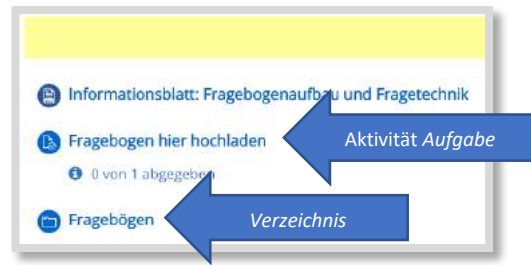 Informationsblatt: Fragebogenaufbau und Fragetechnik
Fragebogen hier hochladen
Aktivität Aufgabe
0 von 1 abgegeben
Fragebögen
Verzeichnis